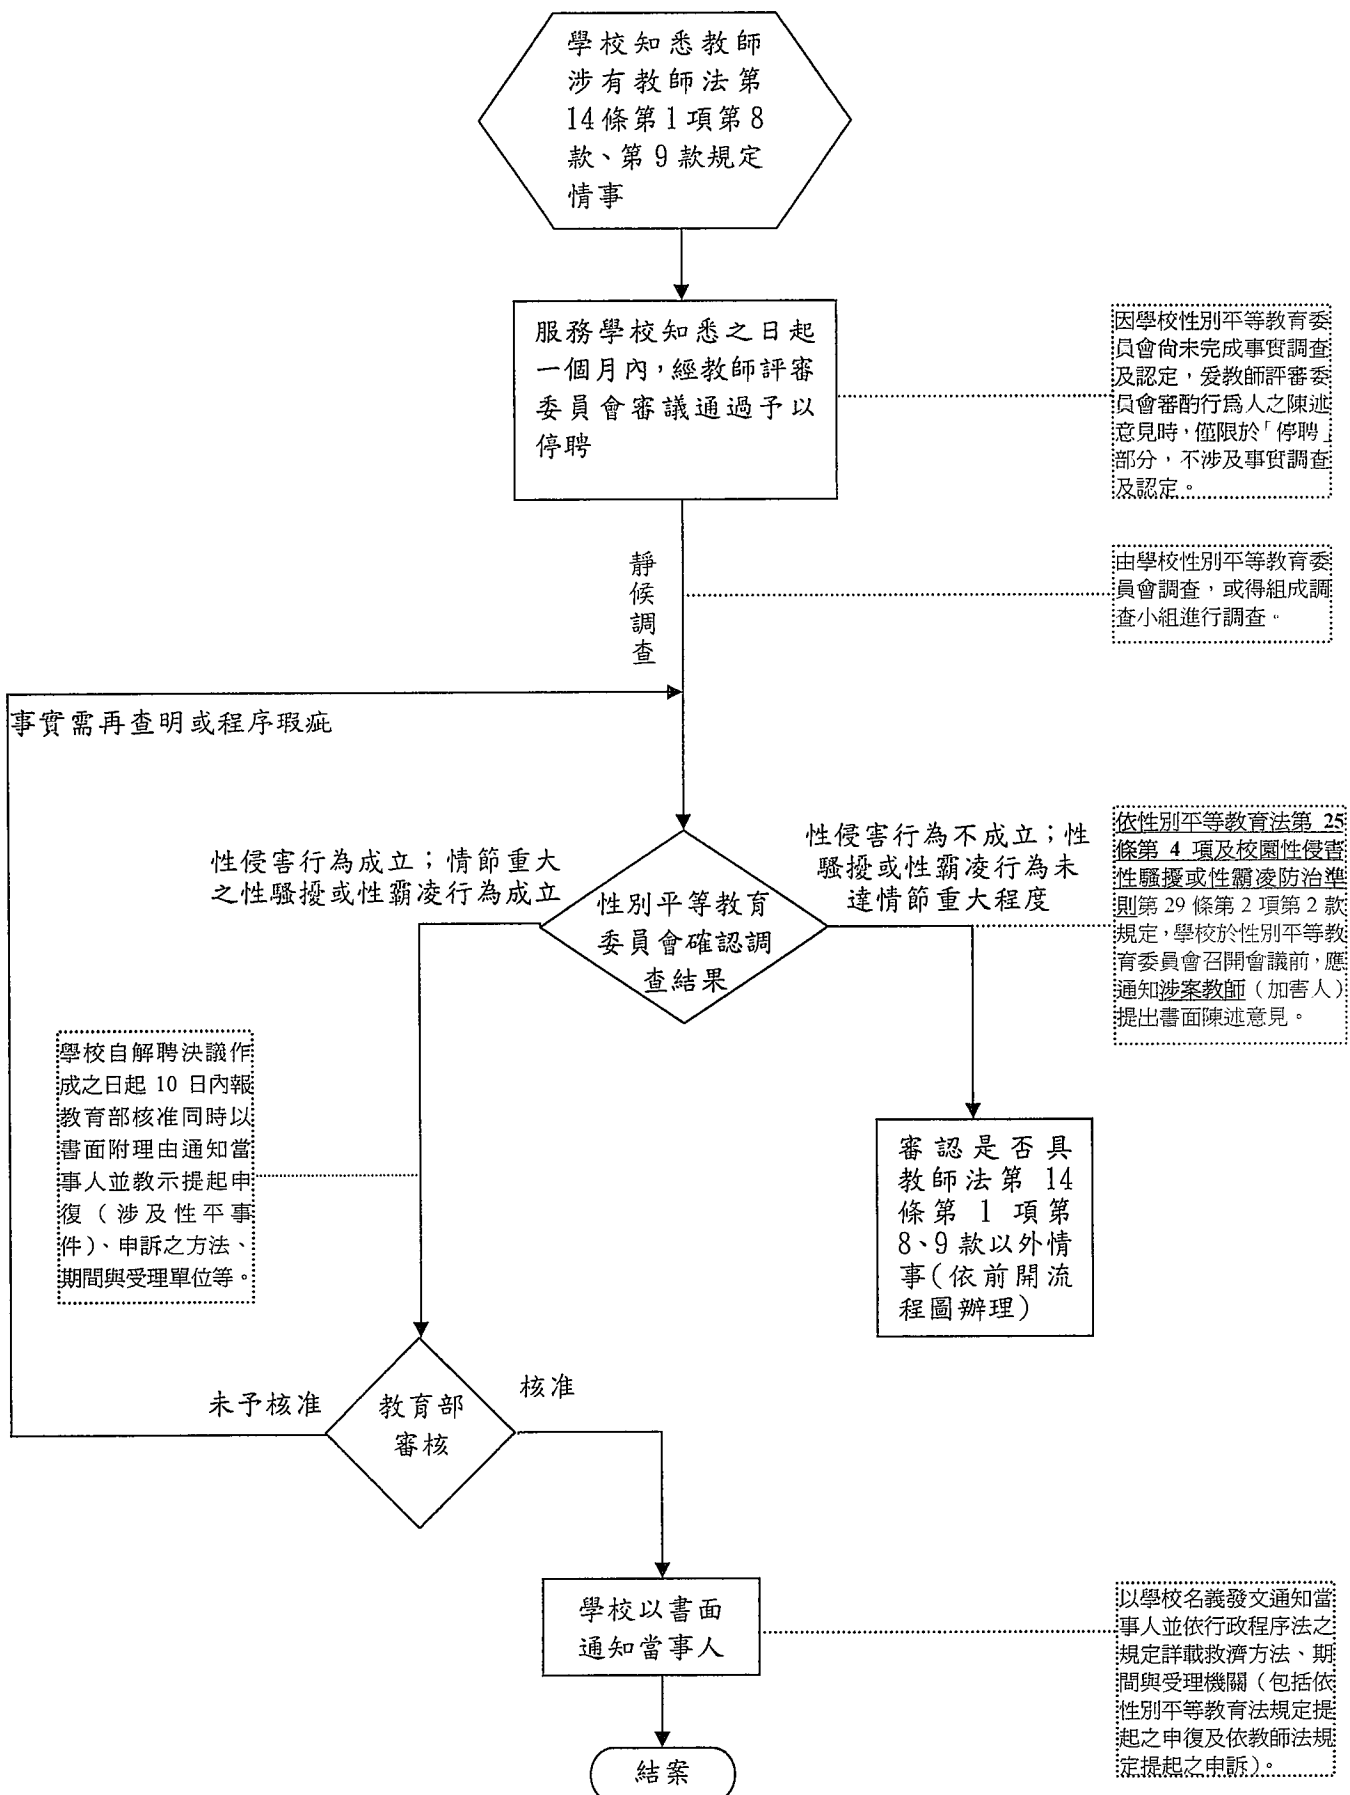 學校知悉教師
涉有教師法第
14條第1項第8
款、第9款規定
情事
服務學校知悉之日起
一個月內，經教師評審
委員會審議通過予以
停聘
因學校性別平等教育委
員會尚未完成事實調查
及認定，爰教師評審委
員會審酌行為人之陳述
意見時，僅限於「停聘」
部分，不涉及事實調查
及認定。
靜候調查
由學校性別平等教育委
員會調查，或得組成調
查小組進行調查。
事實需再查明或程序瑕疵
性侵害行為成立；情節重大
之性騷擾或性霸凌行為成立
性侵害行為不成立；性
騷擾或性霸凌行為未
達情節重大程度
性別平等教育
委員會確認調
查結果
依性別平等教育法第 25
條第 4 項及校園性侵害
性騷擾或性霸凌防治準
則第 29 條第 2 項第 2 款
規定，學校於性別平等教
育委員會召開會議前，應
通知涉案教師（加害人）
提出書面陳述意見。
學校自解聘決議作
成之日起 10 日內報
教育部核准同時以
書面附理由通知當
事人並教示提起申
復（涉及性平事
件）、申訴之方法、
期間與受理單位等。
審認是否具
教師法第 14
條第 1 項第
8、9款以外情
事（依前開流
程圖辦理）
未予核准
教育部
審核
核准
學校以書面
通知當事人
以學校名義發文通知當
事人並依行政程序法之
規定詳載救濟方法、期
間與受理機關（包括依
性別平等教育法規定提
起之申復及依教師法規
定提起之申訴）。
結案